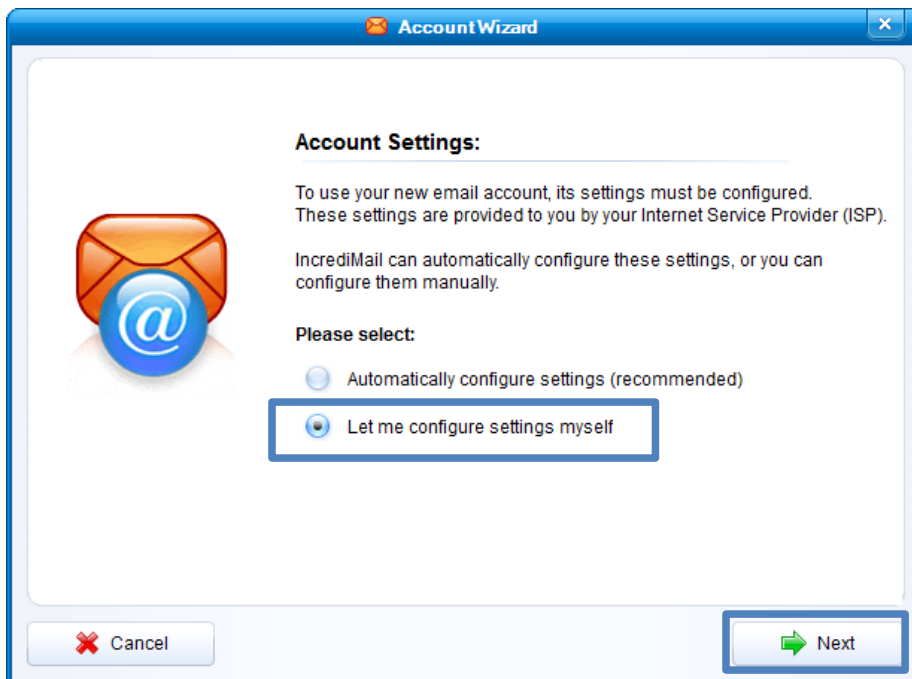 Account Wizard
Account Settings:
To use your new email account, its settings must be configured.
These settings are provided to you by your Internet Service Provider (ISP).
IncrediMail can automatically configure these settings, or you can
configure them manually.
Please select:
Automatically configure settings (recommended)
Let me configure settings myself
Cancel
Next